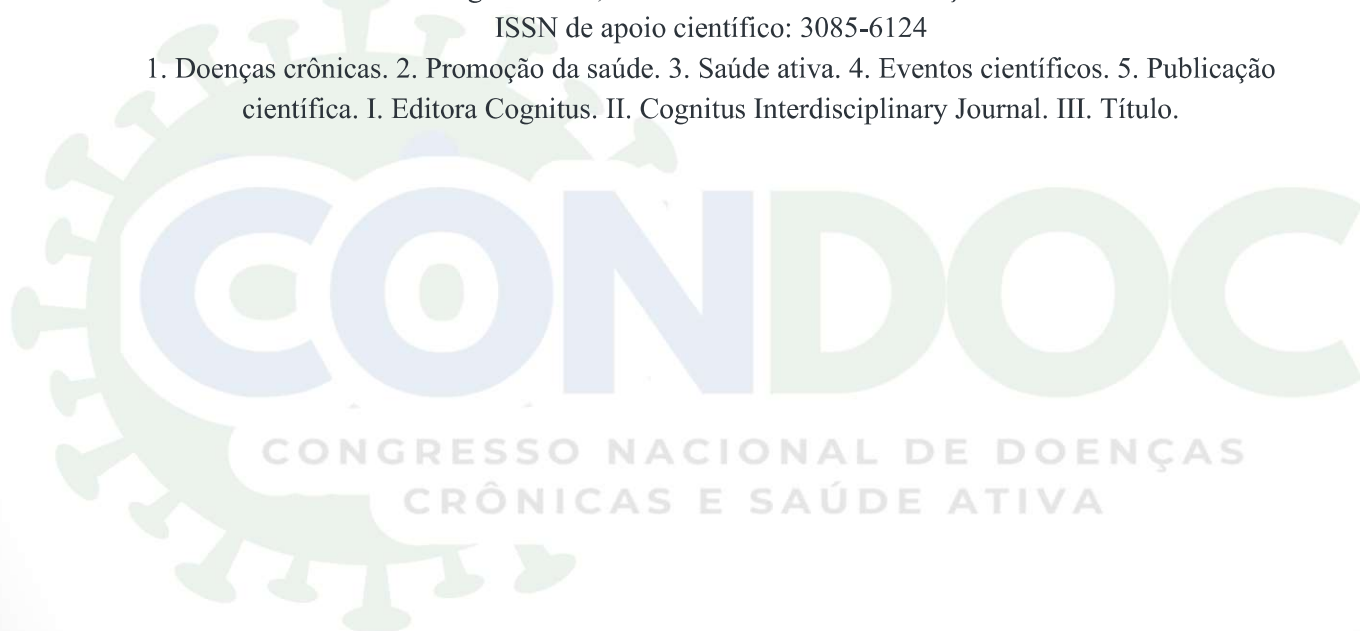 ISSN de apoio científico: 3085-6124
1. Doenças crônicas. 2. Promoção da saúde. 3. Saúde ativa. 4. Eventos científicos. 5. Publicação
científica. I. Editora Cognitus. II. Cognitus Interdisciplinary Journal. III. Título.
CONDOC
CONGRESSO NACIONAL DE DOENÇAS
CRÔNICAS E SAÚDE ATIVA